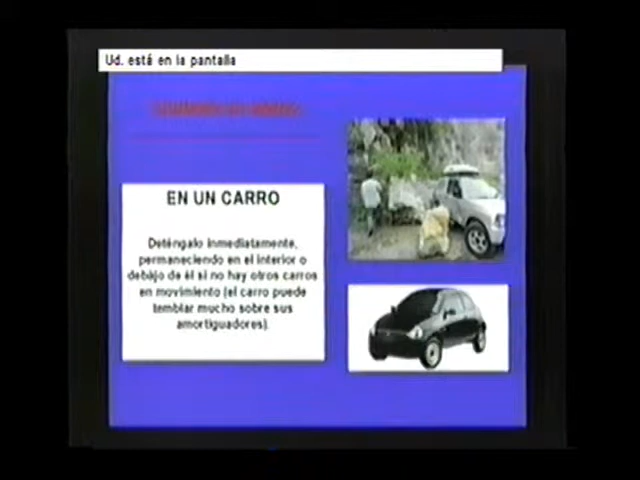 Ud. está en la pantalla
EN UN CARRO
Deténgalo inmediatamente,
permaneciendo en el interior o
debajo de él si no hay otros carros
en movimiento (el carro puede
temblar mucho sobre sus
amortiguadores).